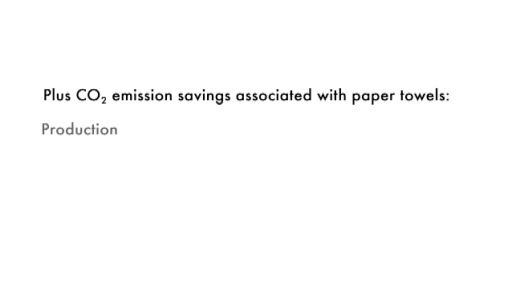 Plus CO₂ emission savings associated with paper towels:
Production